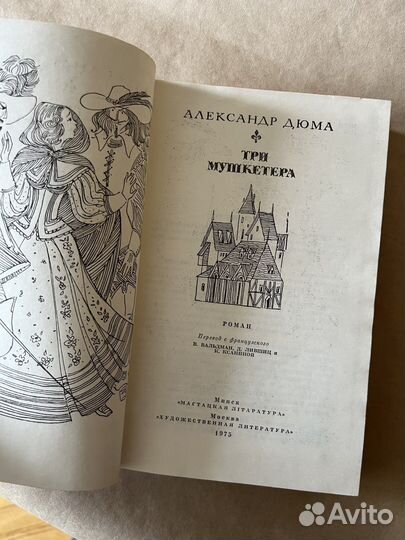 АЛЕКСАНДР ДЮМА
ТРИ
МУШКЕТЕРА
РОМАН
Перевод с французского
В. ВАЛЬДМАН, Д. ЛИВШИЦ и
К. КСАНИНОЙ
Минск
«МАСТАЦКАЯ ЛІТАРАТУРА»
Москва
«ХУДОЖЕСТВЕННАЯ ЛИТЕРАТУРА»
1975
Avito